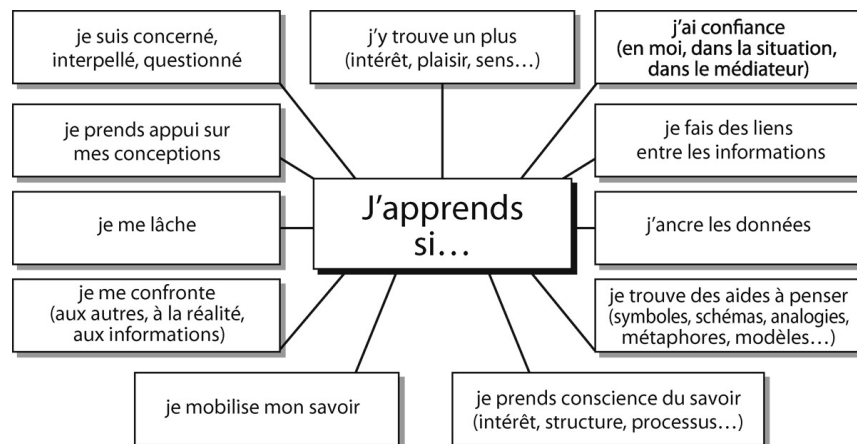 je suis concerné,
interpellé, questionné
j'y trouve un plus
(intérêt, plaisir, sens…)
j'ai confiance
(en moi, dans la situation,
dans le médiateur)
je prends appui sur
mes conceptions
je fais des liens
entre les informations
J'apprends
si…
je me lâche
j'ancre les données
je me confronte
(aux autres, à la réalité,
aux informations)
je trouve des aides à penser
(symboles, schémas, analogies,
métaphores, modèles…)
je mobilise mon savoir
je prends conscience du savoir
(intérêt, structure, processus…)